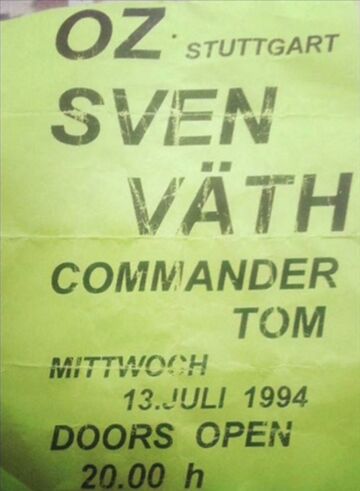 OZ. STUTTGART
SVEN
VÄTH
COMMANDER
TOM
MITTWOCH
13.JULI 1994
DOORS OPEN
20.00 h